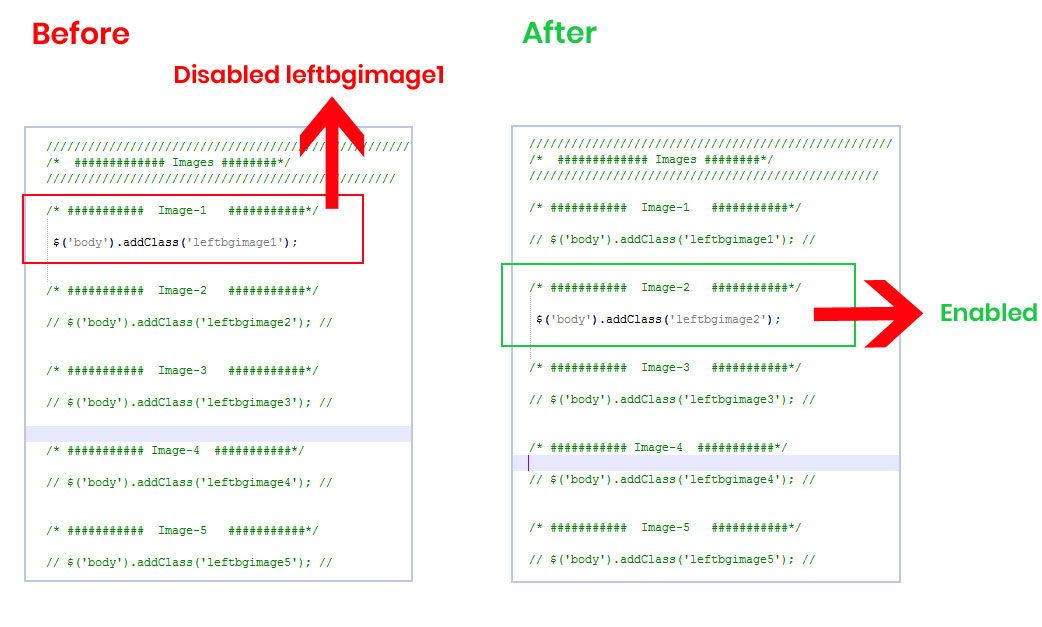 Before
Disabled leftbgimage1
////////////////////////////////////////////////////
/*  ############# Images ########*/
//////////////////////////////////////////////////
/* ###########  Image-1   ###########*/
$('body').addClass('leftbgimage1');
/* ###########  Image-2   ###########*/
// $('body').addClass('leftbgimage2'); //
/* ###########  Image-3   ###########*/
// $('body').addClass('leftbgimage3'); //
/* ########### Image-4  ###########*/
// $('body').addClass('leftbgimage4'); //
/* ###########  Image-5   ###########*/
// $('body').addClass('leftbgimage5'); //
After
////////////////////////////////////////////////////
/*  ############# Images ########*/
//////////////////////////////////////////////////
/* ###########  Image-1   ###########*/
// $('body').addClass('leftbgimage1'); //
/* ###########  Image-2   ###########*/
$('body').addClass('leftbgimage2');
Enabled
/* ###########  Image-3   ###########*/
// $('body').addClass('leftbgimage3'); //
/* ########### Image-4  ###########*/
// $('body').addClass('leftbgimage4'); //
/* ###########  Image-5   ###########*/
// $('body').addClass('leftbgimage5'); //